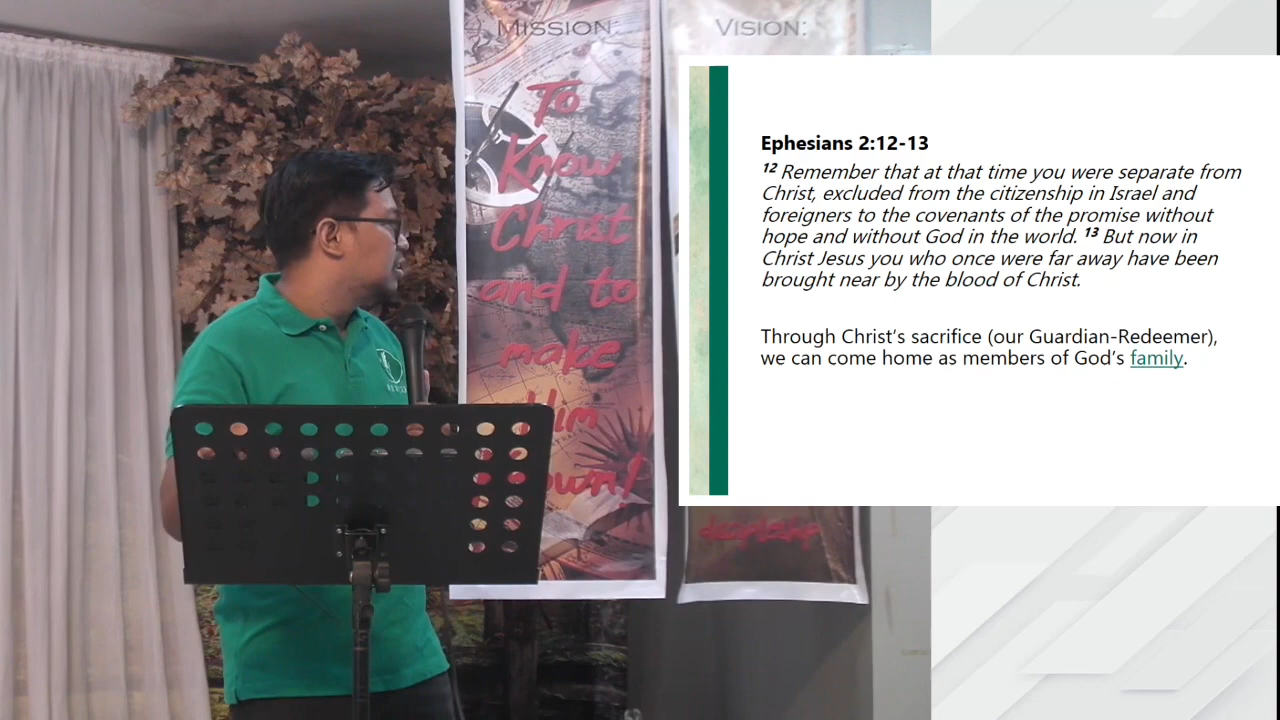 MISSION:
To
Know
Christ
and to
make
Him
VISION:
Ephesians 2:12-13
12 Remember that at that time you were separate from
Christ, excluded from the citizenship in Israel and
foreigners to the covenants of the promise without
hope and without God in the world. 13 But now in
Christ Jesus you who once were far away have been
brought near by the blood of Christ.
Through Christ's sacrifice (our Guardian-Redeemer),
we can come home as members of God's family.